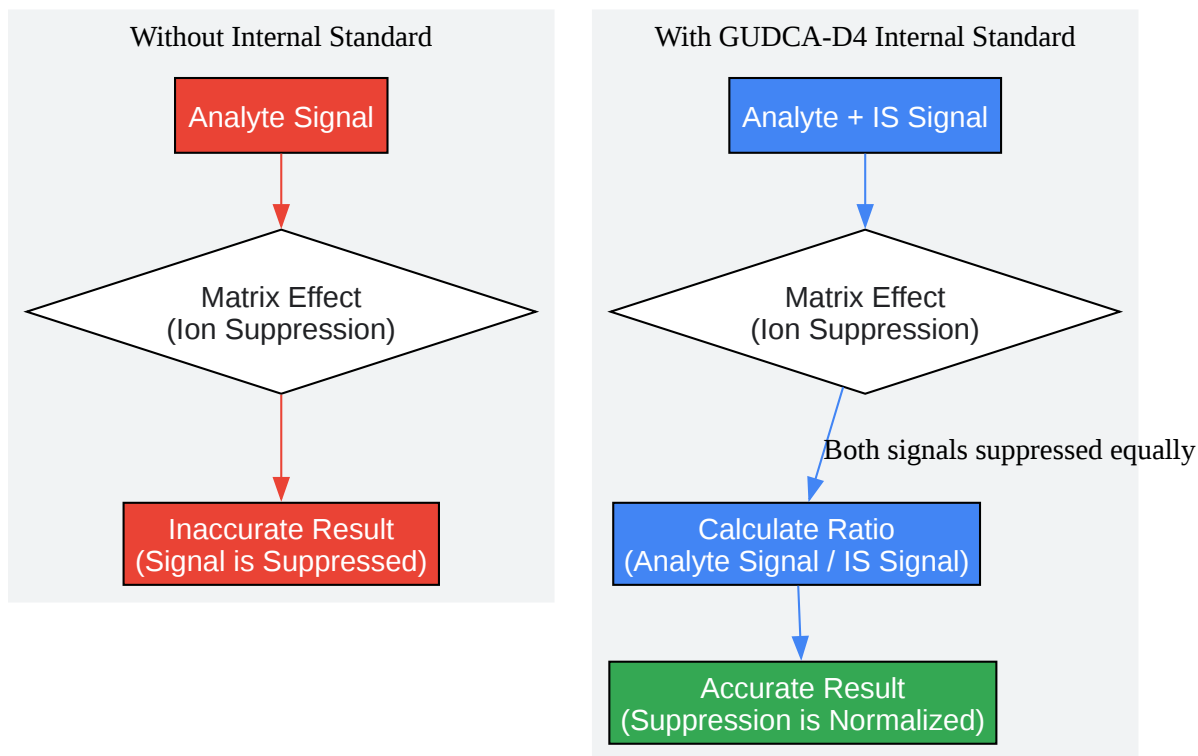 Without Internal Standard
Analyte Signal
Matrix Effect
(Ion Suppression)
Inaccurate Result
(Signal is Suppressed)
With GUDCA-D4 Internal Standard
Analyte + IS Signal
Matrix Effect
(Ion Suppression)
Both signals suppressed equally
Calculate Ratio
(Analyte Signal / IS Signal)
Accurate Result
(Suppression is Normalized)